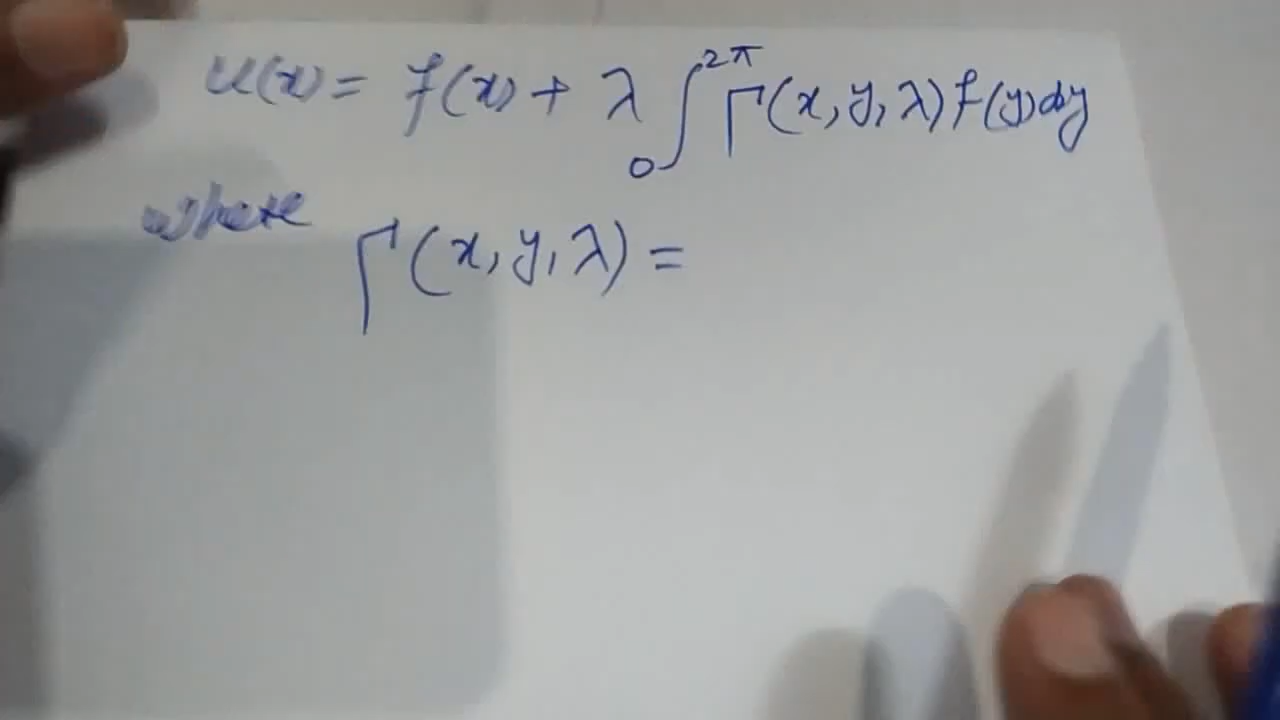 u(x) = f(x) + λ ∫₀^2π Γ(x, y, λ) f(y) dy
where
Γ(x, y, λ) =